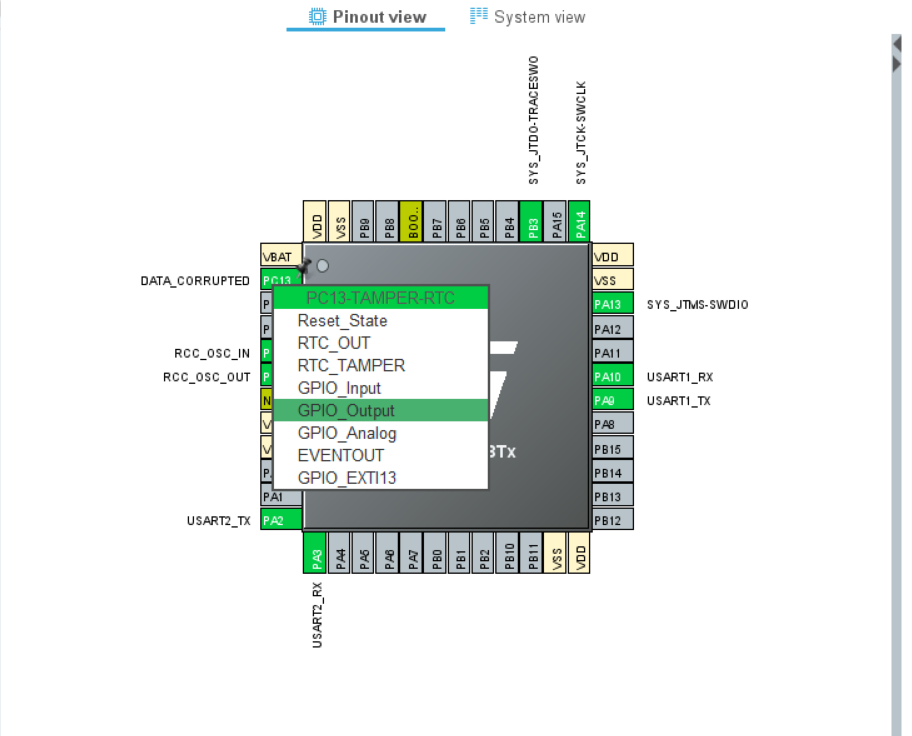 Pinout view
System view
SYS_JTDO-TRACESWO
SYS_JTCK-SWCLK
VDD
VSS
PB9
PB8
BOO..
PB7
PB6
PB5
PB4
PB3
PA15
PA14
VBAT
DATA_CORRUPTED
PC13
PC13-TAMPER-RTC
Reset_State
RTC_OUT
RTC_TAMPER
GPIO_Input
GPIO_Output
GPIO_Analog
EVENTOUT
GPIO_EXTI13
P
P
RCC_OSC_IN
P
RCC_OSC_OUT
P
N
V
V
P.
PA1
USART2_TX
PA2
3Tx
VDD
VSS
PA13
SYS_JTMS-SWDIO
PA12
PA11
PA10
USART1_RX
PA9
USART1_TX
PA8
PB15
PB14
PB13
PB12
PA3
PA4
PA5
PA6
PA7
PB0
PB1
PB2
PB10
PB11
VSS
VDD
USART2_RX